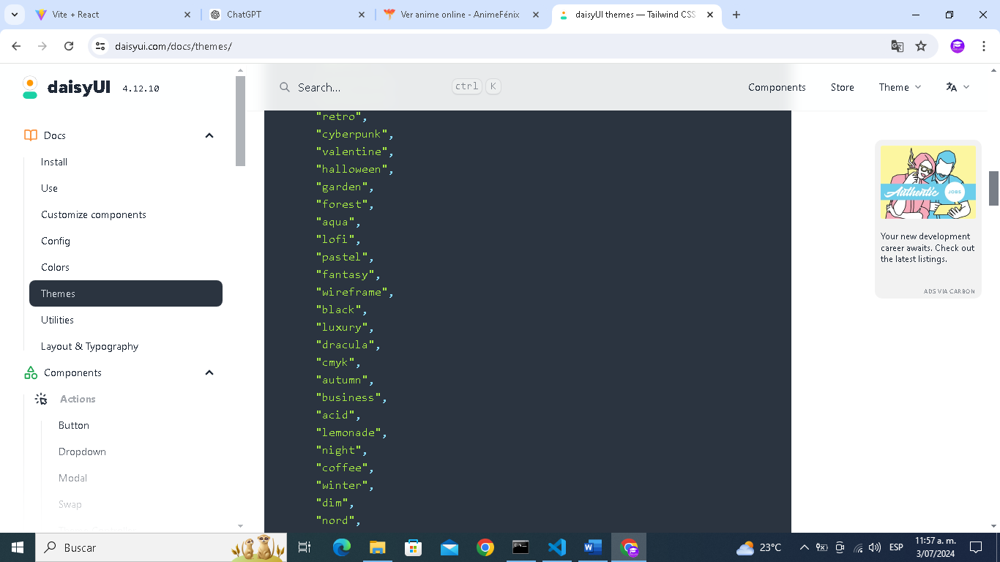 Vite + React
ChatGPT
Ver anime online - AnimeFénix
daisyUI themes — Tailwind CSS
daisyui.com/docs/themes/
daisyUI 4.12.10
Search...
ctrl K
Components
Store
Theme
Docs
Install
Use
Customize components
Config
Colors
Themes
Utilities
Layout & Typography
Components
Actions
Button
Dropdown
Modal
Swap
"retro",
"cyberpunk",
"valentine",
"halloween",
"garden",
"forest",
"aqua",
"lofi",
"pastel",
"fantasy",
"wireframe",
"black",
"luxury",
"dracula",
"cmyk",
"autumn",
"business",
"acid",
"lemonade",
"night",
"coffee",
"winter",
"dim",
"nord",
Authentic JOBS
Your new development
career awaits. Check out
the latest listings.
ADS VIA CARBON
Buscar
23°C
ESP
11:57 a. m.
3/07/2024